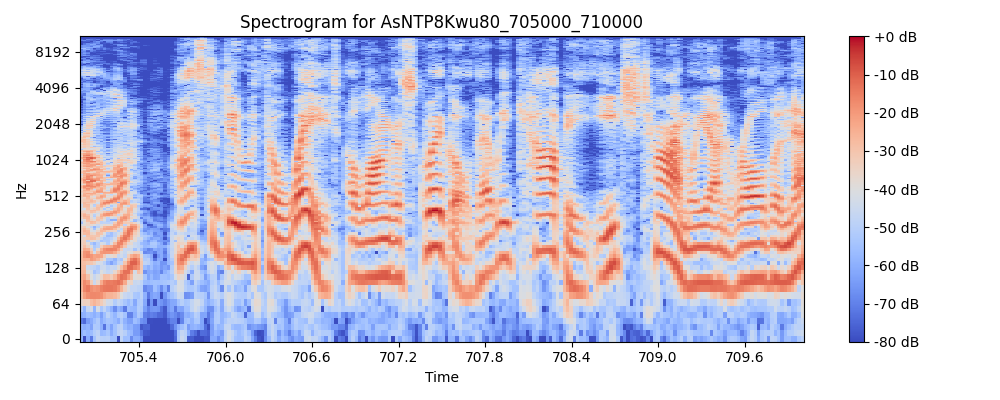 Spectrogram for AsNTP8Kwu80_705000_710000
Hz
8192
4096
2048
1024
512
256
128
64
0
705.4 706.0 706.6 707.2 707.8 708.4 709.0 709.6
Time
+0 dB
-10 dB
-20 dB
-30 dB
-40 dB
-50 dB
-60 dB
-70 dB
-80 dB